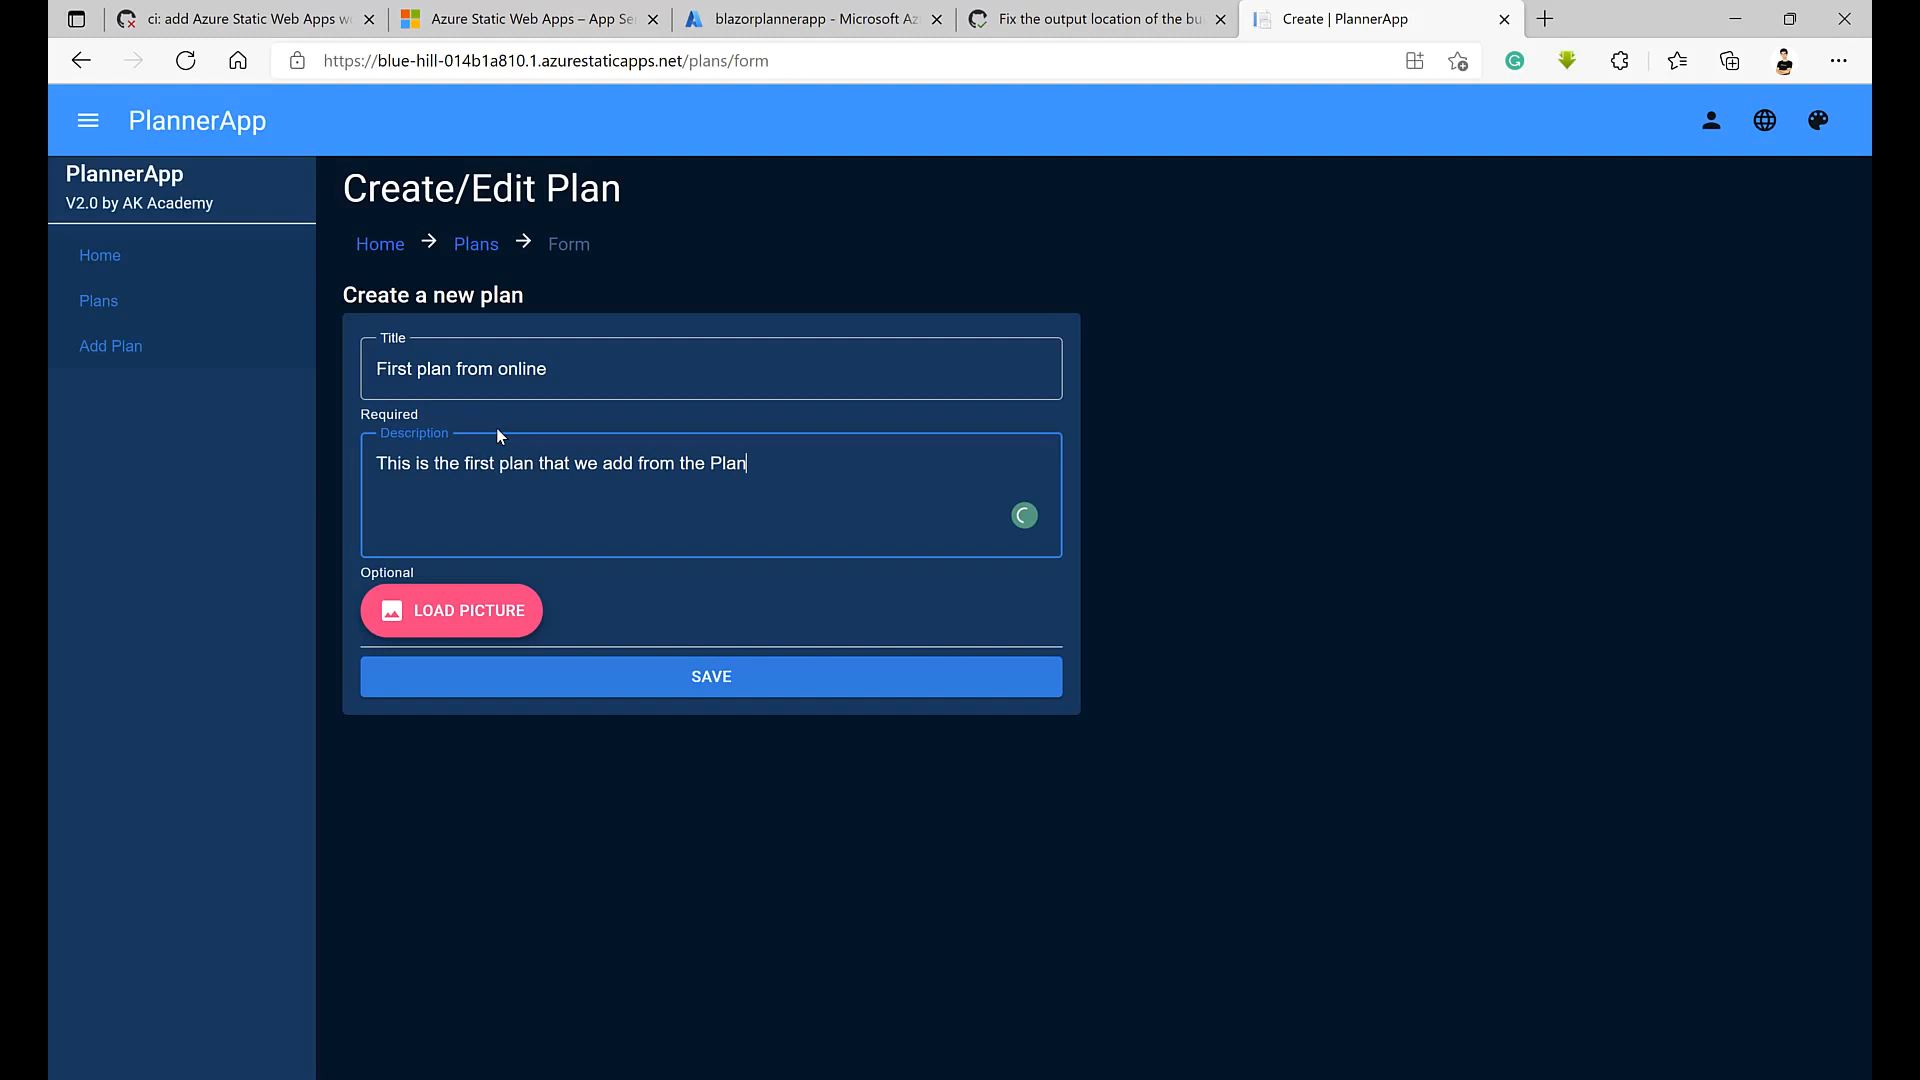 ci: add Azure Static Web Apps w
Azure Static Web Apps – App Se
blazorplannerapp - Microsoft Az
Fix the output location of the bu
Create | PlannerApp
https://blue-hill-014b1a810.1.azurestaticapps.net/plans/form
PlannerApp
PlannerApp
V2.0 by AK Academy
Home
Plans
Add Plan
Create/Edit Plan
Home → Plans → Form
Create a new plan
Title
First plan from online
Required
Description
This is the first plan that we add from the Plan
Optional
LOAD PICTURE
SAVE